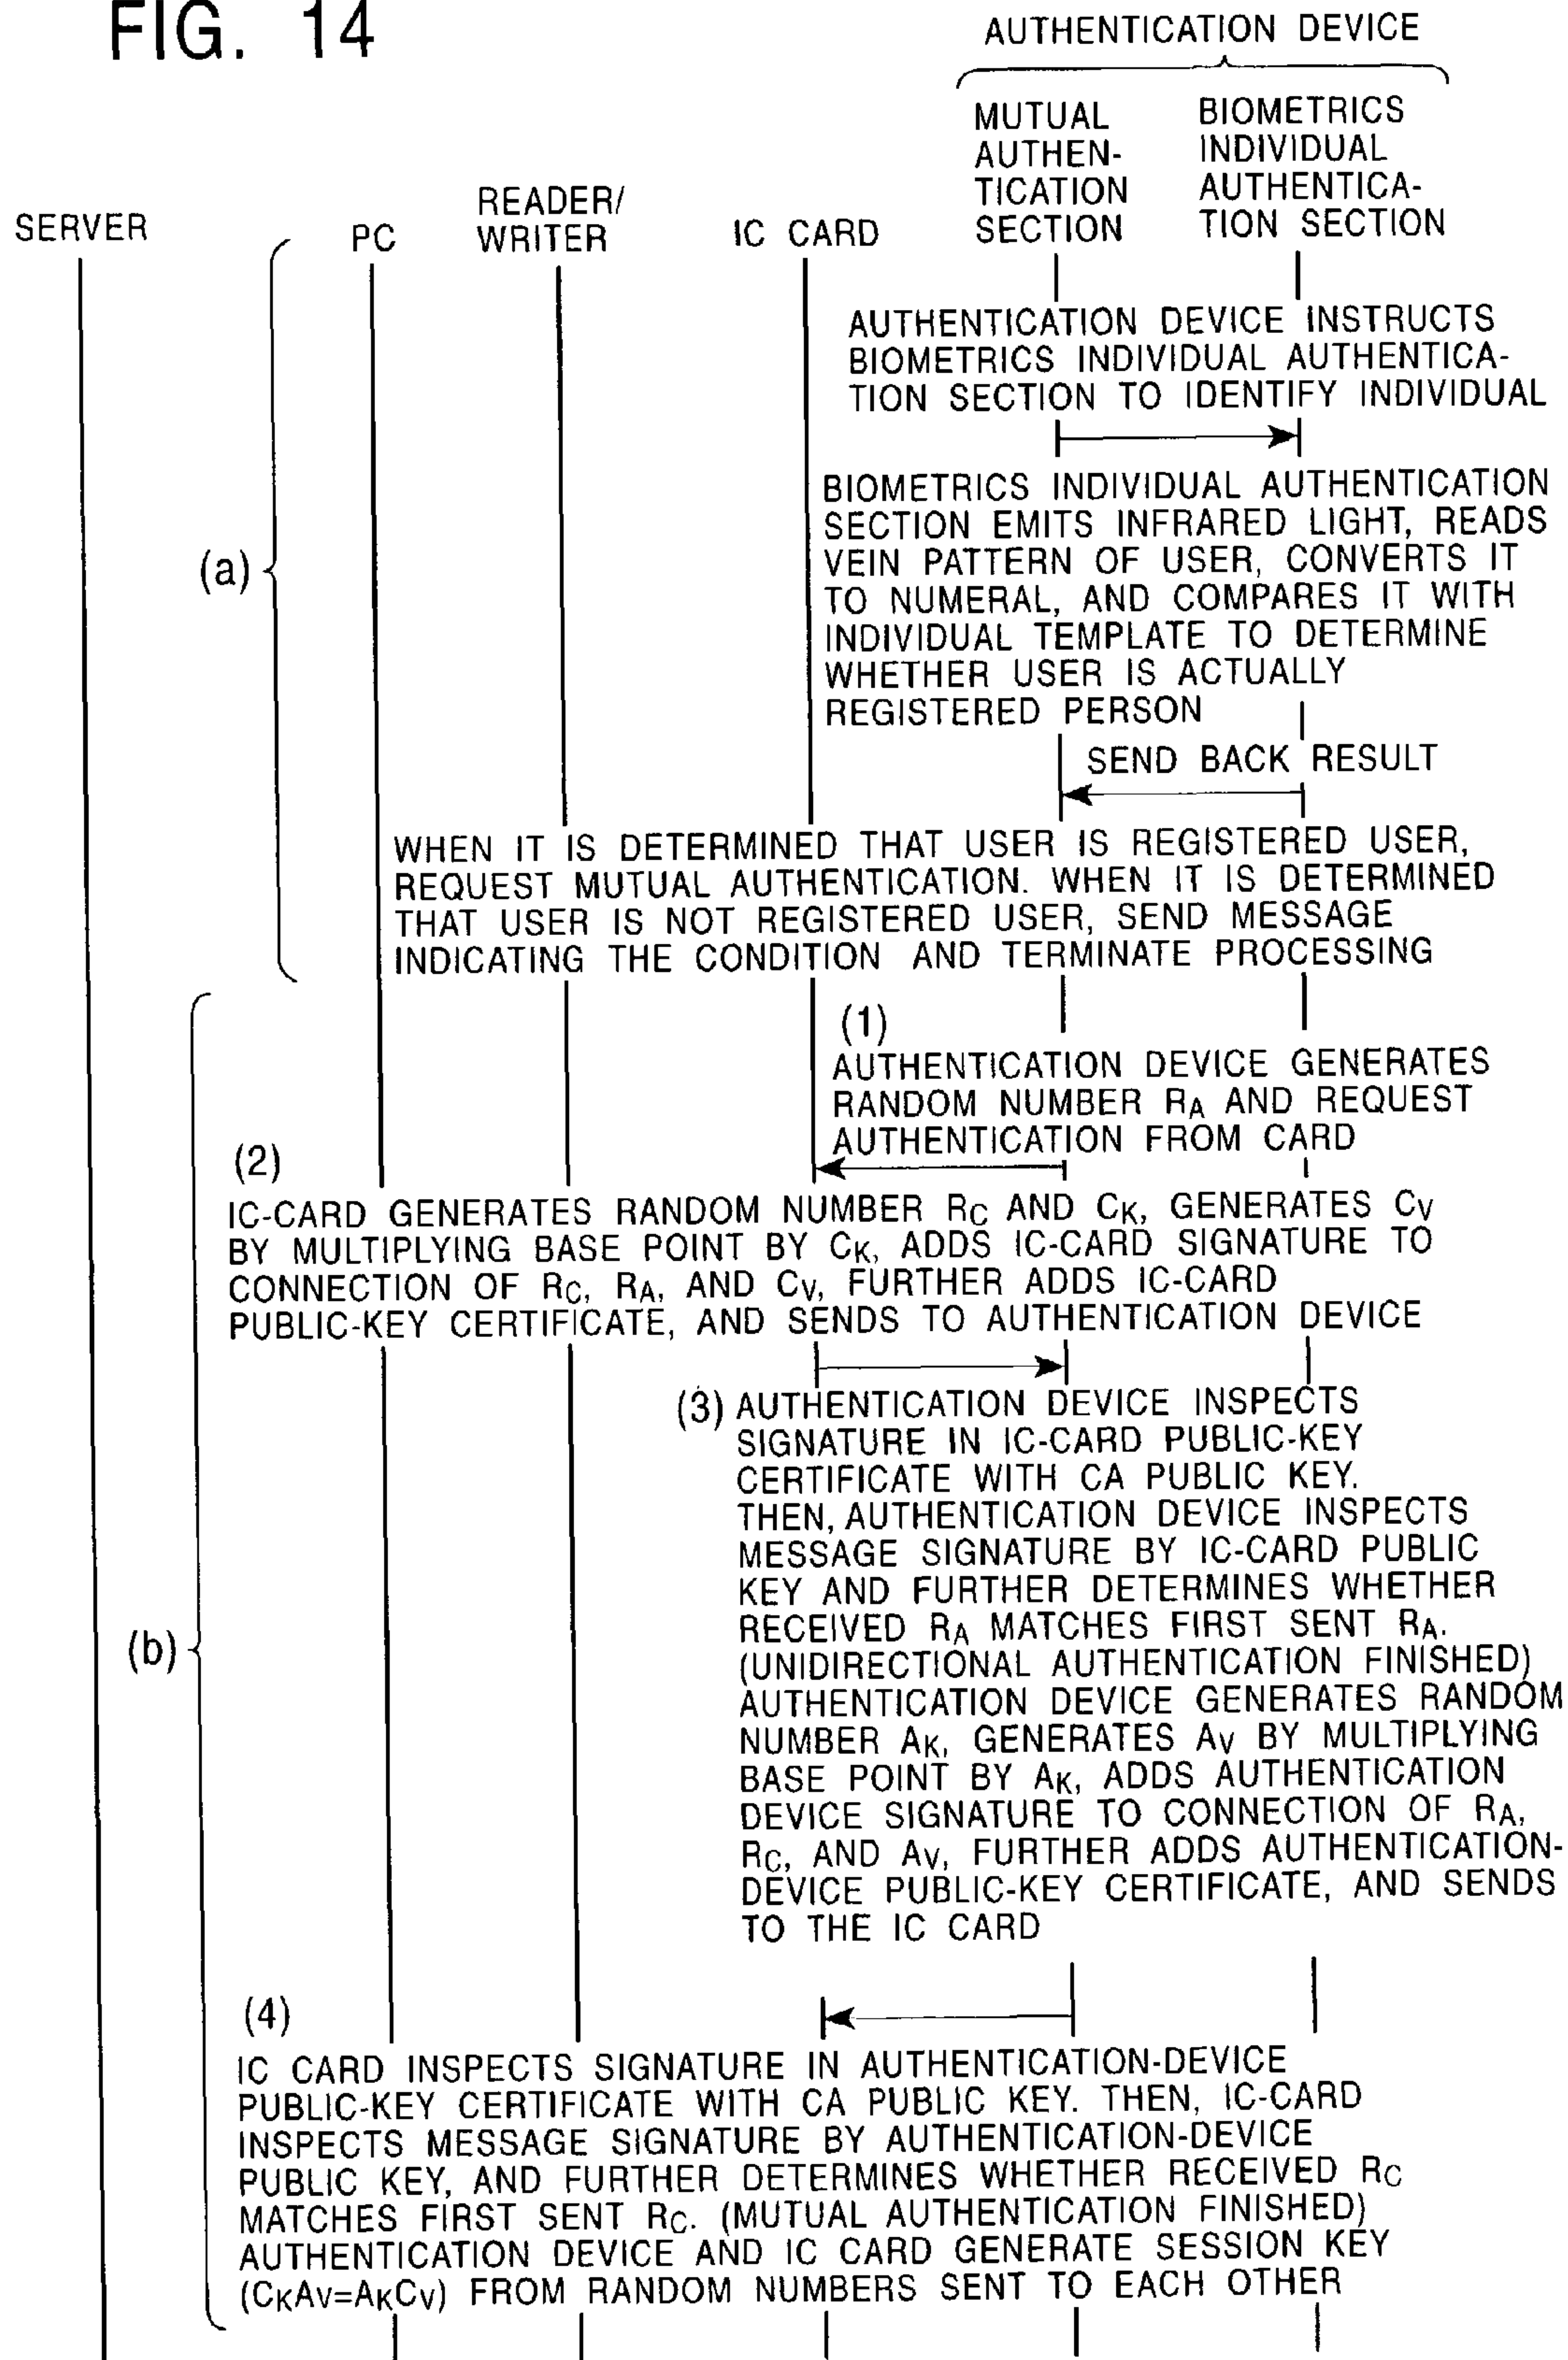 FIG. 14
AUTHENTICATION DEVICE
MUTUAL
AUTHEN-
TICATION
SECTION
BIOMETRICS
INDIVIDUAL
AUTHENTICA-
TION SECTION
SERVER
PC
READER/
WRITER
IC CARD
(a)
AUTHENTICATION DEVICE INSTRUCTS
BIOMETRICS INDIVIDUAL AUTHENTICA-
TION SECTION TO IDENTIFY INDIVIDUAL
BIOMETRICS INDIVIDUAL AUTHENTICATION
SECTION EMITS INFRARED LIGHT, READS
VEIN PATTERN OF USER, CONVERTS IT
TO NUMERAL, AND COMPARES IT WITH
INDIVIDUAL TEMPLATE TO DETERMINE
WHETHER USER IS ACTUALLY
REGISTERED PERSON
SEND BACK RESULT
WHEN IT IS DETERMINED THAT USER IS REGISTERED USER,
REQUEST MUTUAL AUTHENTICATION. WHEN IT IS DETERMINED
THAT USER IS NOT REGISTERED USER, SEND MESSAGE
INDICATING THE CONDITION AND TERMINATE PROCESSING
(b)
(1)
AUTHENTICATION DEVICE GENERATES
RANDOM NUMBER RA AND REQUEST
AUTHENTICATION FROM CARD
(2)
IC-CARD GENERATES RANDOM NUMBER RC AND CK, GENERATES CV
BY MULTIPLYING BASE POINT BY CK, ADDS IC-CARD SIGNATURE TO
CONNECTION OF RC, RA, AND CV, FURTHER ADDS IC-CARD
PUBLIC-KEY CERTIFICATE, AND SENDS TO AUTHENTICATION DEVICE
(3) AUTHENTICATION DEVICE INSPECTS
SIGNATURE IN IC-CARD PUBLIC-KEY
CERTIFICATE WITH CA PUBLIC KEY.
THEN, AUTHENTICATION DEVICE INSPECTS
MESSAGE SIGNATURE BY IC-CARD PUBLIC
KEY AND FURTHER DETERMINES WHETHER
RECEIVED RA MATCHES FIRST SENT RA.
(UNIDIRECTIONAL AUTHENTICATION FINISHED)
AUTHENTICATION DEVICE GENERATES RANDOM
NUMBER AK, GENERATES AV BY MULTIPLYING
BASE POINT BY AK, ADDS AUTHENTICATION
DEVICE SIGNATURE TO CONNECTION OF RA,
RC, AND AV, FURTHER ADDS AUTHENTICATION-
DEVICE PUBLIC-KEY CERTIFICATE, AND SENDS
TO THE IC CARD
(4)
IC CARD INSPECTS SIGNATURE IN AUTHENTICATION-DEVICE
PUBLIC-KEY CERTIFICATE WITH CA PUBLIC KEY. THEN, IC-CARD
INSPECTS MESSAGE SIGNATURE BY AUTHENTICATION-DEVICE
PUBLIC KEY, AND FURTHER DETERMINES WHETHER RECEIVED RC
MATCHES FIRST SENT RC. (MUTUAL AUTHENTICATION FINISHED)
AUTHENTICATION DEVICE AND IC CARD GENERATE SESSION KEY
(CKAV=AKCV) FROM RANDOM NUMBERS SENT TO EACH OTHER